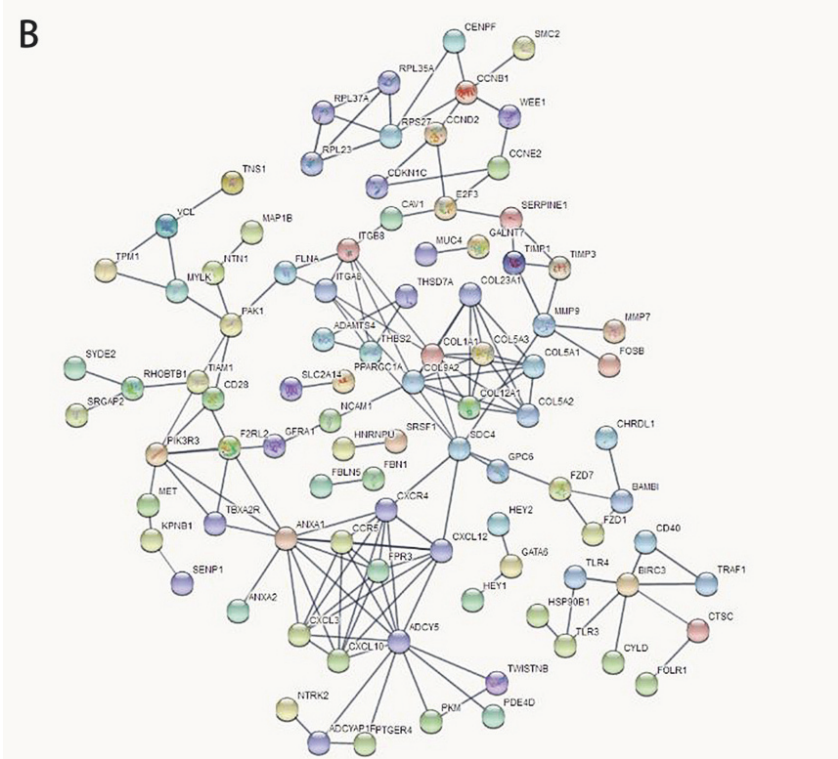 B
CENPF
SMC2
RPL35A
CCNB1
RPL37A
WEE1
RPS27
CCND2
RPL23
CCNE2
CDKN1C
TNS1
E2F3
CAV1
SERPINE1
VCL
MAP1B
GALNT7
MUC4
ITGB8
TIMP1
TIMP3
TPM1
NTN1
FLNA
MYLK
ITGA8
THSD7A
COL23A1
PAK1
MMP9
MMP7
ADAMTS4
THBS2
COL1A1
COL5A3
COL5A1
FOSB
SYDE2
RHOBTB1
TIAM1
PPARGC1A
COL9A2
SLC2A14
CD28
COL12A1
COL5A2
SRGAP2
NCAM1
PIK3R3
F2RL2
GFRA1
HNRNPU
SRSF1
SDC4
CHRDL1
GPC6
FBLN5
FBN1
FZD7
BAMBI
MET
CXCR4
TBXA2R
FZD1
KPNB1
ANXA1
CCR5
CXCL12
HEY2
CD40
FPR3
GATA6
TLR4
BIRC3
TRAF1
SENP1
HEY1
ANXA2
HSP90B1
CXCL3
TLR3
CTSC
ADCY5
CXCL10
CYLD
FOLR1
TWISTNB
NTRK2
PDE4D
PKM
ADCYAP1
PTGER4